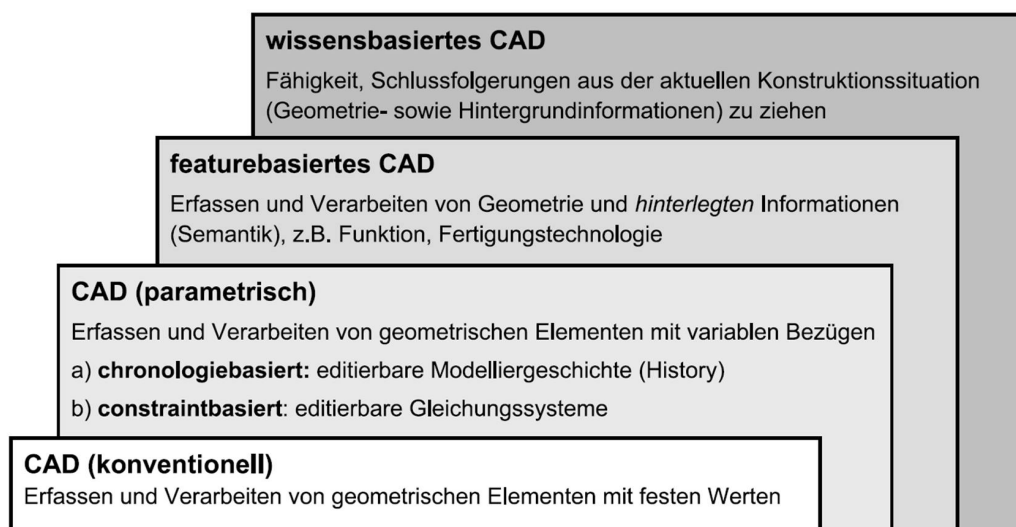 wissensbasiertes CAD
Fähigkeit, Schlussfolgerungen aus der aktuellen Konstruktionssituation
(Geometrie- sowie Hintergrundinformationen) zu ziehen
featurebasiertes CAD
Erfassen und Verarbeiten von Geometrie und hinterlegten Informationen
(Semantik), z.B. Funktion, Fertigungstechnologie
CAD (parametrisch)
Erfassen und Verarbeiten von geometrischen Elementen mit variablen Bezügen
a) chronologiebasiert: editierbare Modelliergeschichte (History)
b) constraintbasiert: editierbare Gleichungssysteme
CAD (konventionell)
Erfassen und Verarbeiten von geometrischen Elementen mit festen Werten